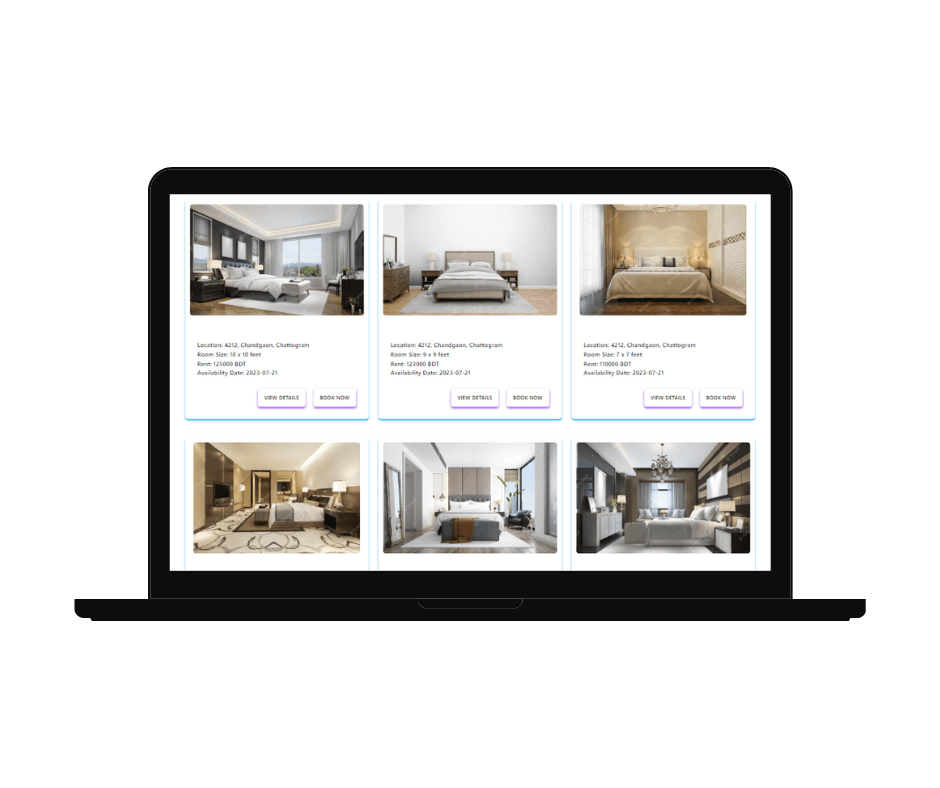 Location: 4212, Chandgaon, Chattogram
Room Size: 10 x 10 feet
Rent: 125000 BDT
Availability Date: 2023-07-21
VIEW DETAILS
BOOK NOW
Location: 4212, Chandgaon, Chattogram
Room Size: 9 x 9 feet
Rent: 123000 BDT
Availability Date: 2023-07-21
VIEW DETAILS
BOOK NOW
Location: 4212, Chandgaon, Chattogram
Room Size: 7 x 7 feet
Rent: 110000 BDT
Availability Date: 2023-07-21
VIEW DETAILS
BOOK NOW